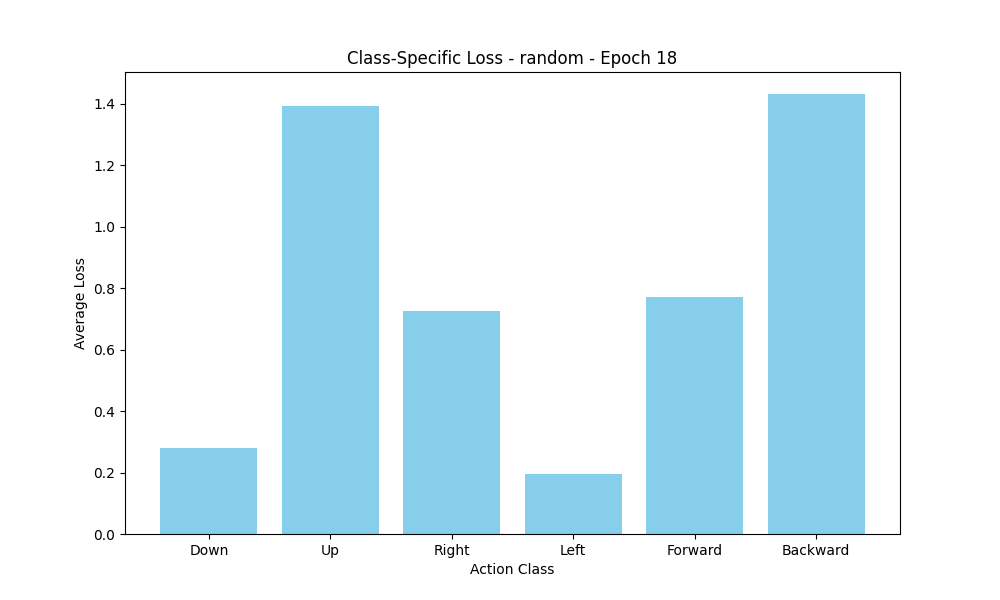 Class-Specific Loss - random - Epoch 18
Average Loss
1.4
1.2
1.0
0.8
0.6
0.4
0.2
0.0
Down Up Right Left Forward Backward
Action Class